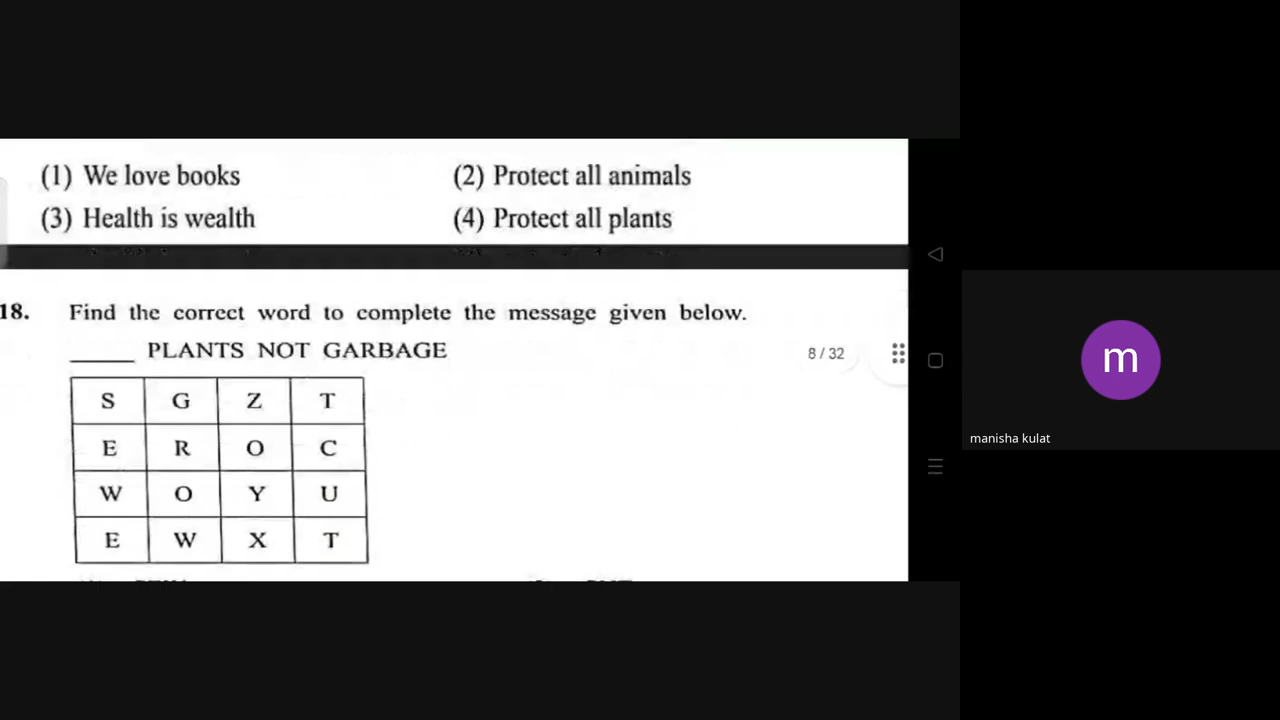 (1) We love books (2) Protect all animals
(3) Health is wealth (4) Protect all plants
18. Find the correct word to complete the message given below.
_____ PLANTS NOT GARBAGE
8 / 32
S G Z T
E R O C
W O Y U
E W X T
m
manisha kulat